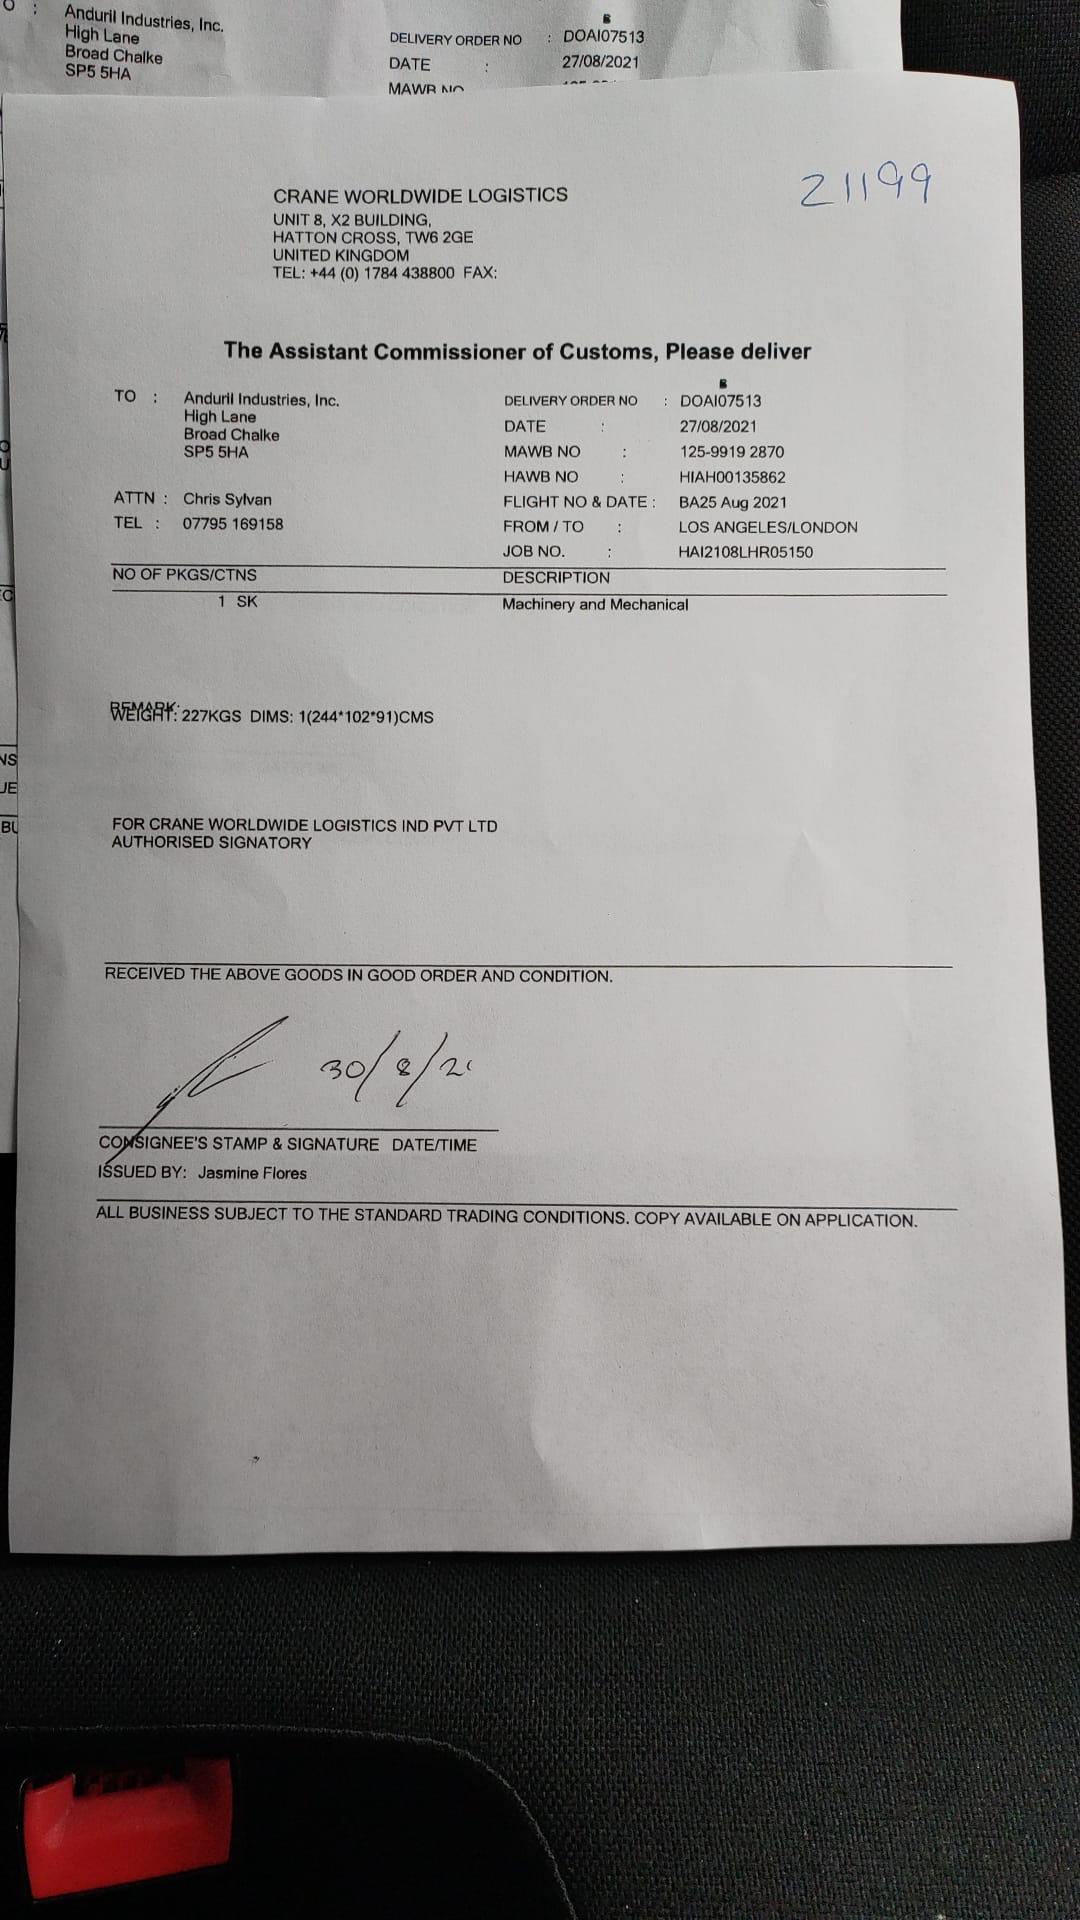 O :
Anduril Industries, Inc.
High Lane
Broad Chalke
SP5 5HA
DELIVERY ORDER NO : DOAI07513
DATE : 27/08/2021
MAWB NO
21199
CRANE WORLDWIDE LOGISTICS
UNIT 8, X2 BUILDING,
HATTON CROSS, TW6 2GE
UNITED KINGDOM
TEL: +44 (0) 1784 438800 FAX:
The Assistant Commissioner of Customs, Please deliver
TO : Anduril Industries, Inc.
High Lane
Broad Chalke
SP5 5HA
ATTN : Chris Sylvan
TEL : 07795 169158
DELIVERY ORDER NO : DOAI07513
DATE : 27/08/2021
MAWB NO : 125-9919 2870
HAWB NO : HIAH00135862
FLIGHT NO & DATE : BA25 Aug 2021
FROM / TO : LOS ANGELES/LONDON
JOB NO. : HAI2108LHR05150
NO OF PKGS/CTNS DESCRIPTION
1 SK Machinery and Mechanical
REMARK:
WEIGHT: 227KGS DIMS: 1(244*102*91)CMS
FOR CRANE WORLDWIDE LOGISTICS IND PVT LTD
AUTHORISED SIGNATORY
RECEIVED THE ABOVE GOODS IN GOOD ORDER AND CONDITION.
30/8/21
CONSIGNEE'S STAMP & SIGNATURE DATE/TIME
ISSUED BY: Jasmine Flores
ALL BUSINESS SUBJECT TO THE STANDARD TRADING CONDITIONS. COPY AVAILABLE ON APPLICATION.